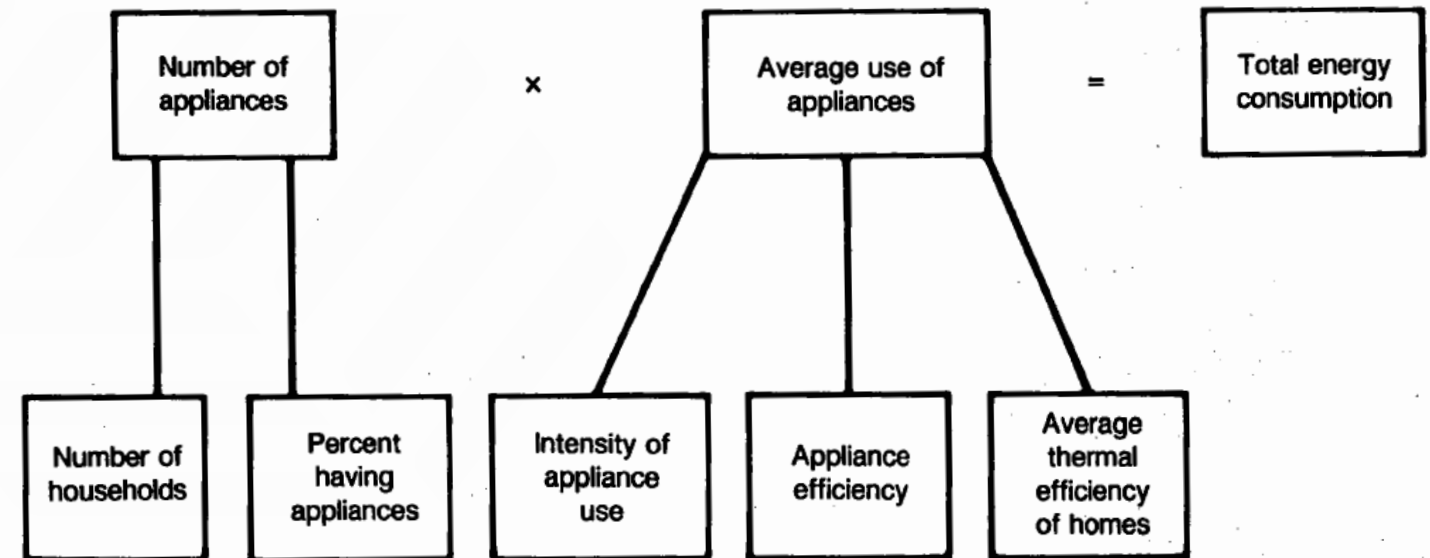 Number of
appliances
×
Average use of
appliances
=
Total energy
consumption
Number of
households
Percent
having
appliances
Intensity of
appliance
use
Appliance
efficiency
Average
thermal
efficiency
of homes